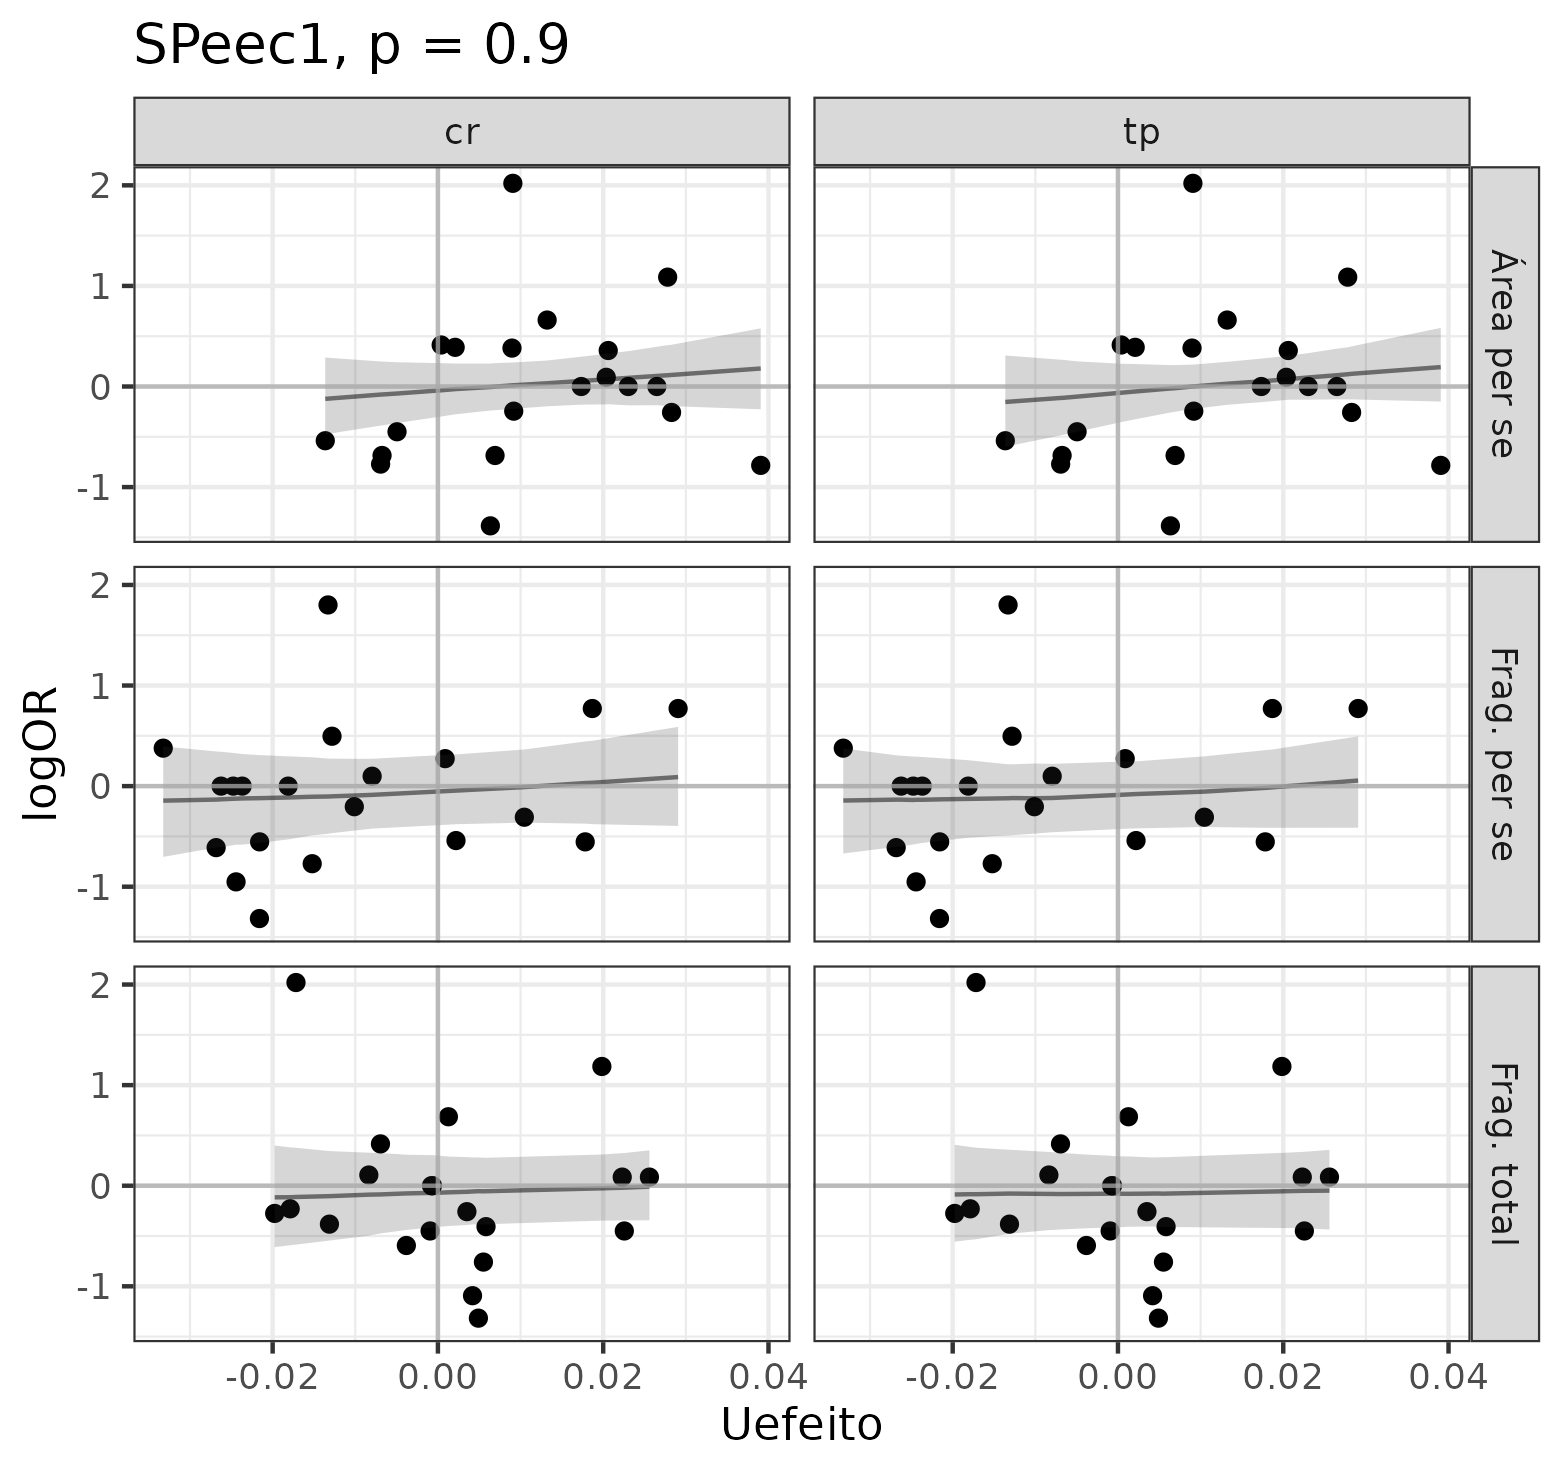 SPeec1, p = 0.9
cr
tp
2
1
0
-1
Área per se
2
1
0
-1
Frag. per se
2
1
0
-1
Frag. total
logOR
-0.02 0.00 0.02 0.04
-0.02 0.00 0.02 0.04
Uefeito